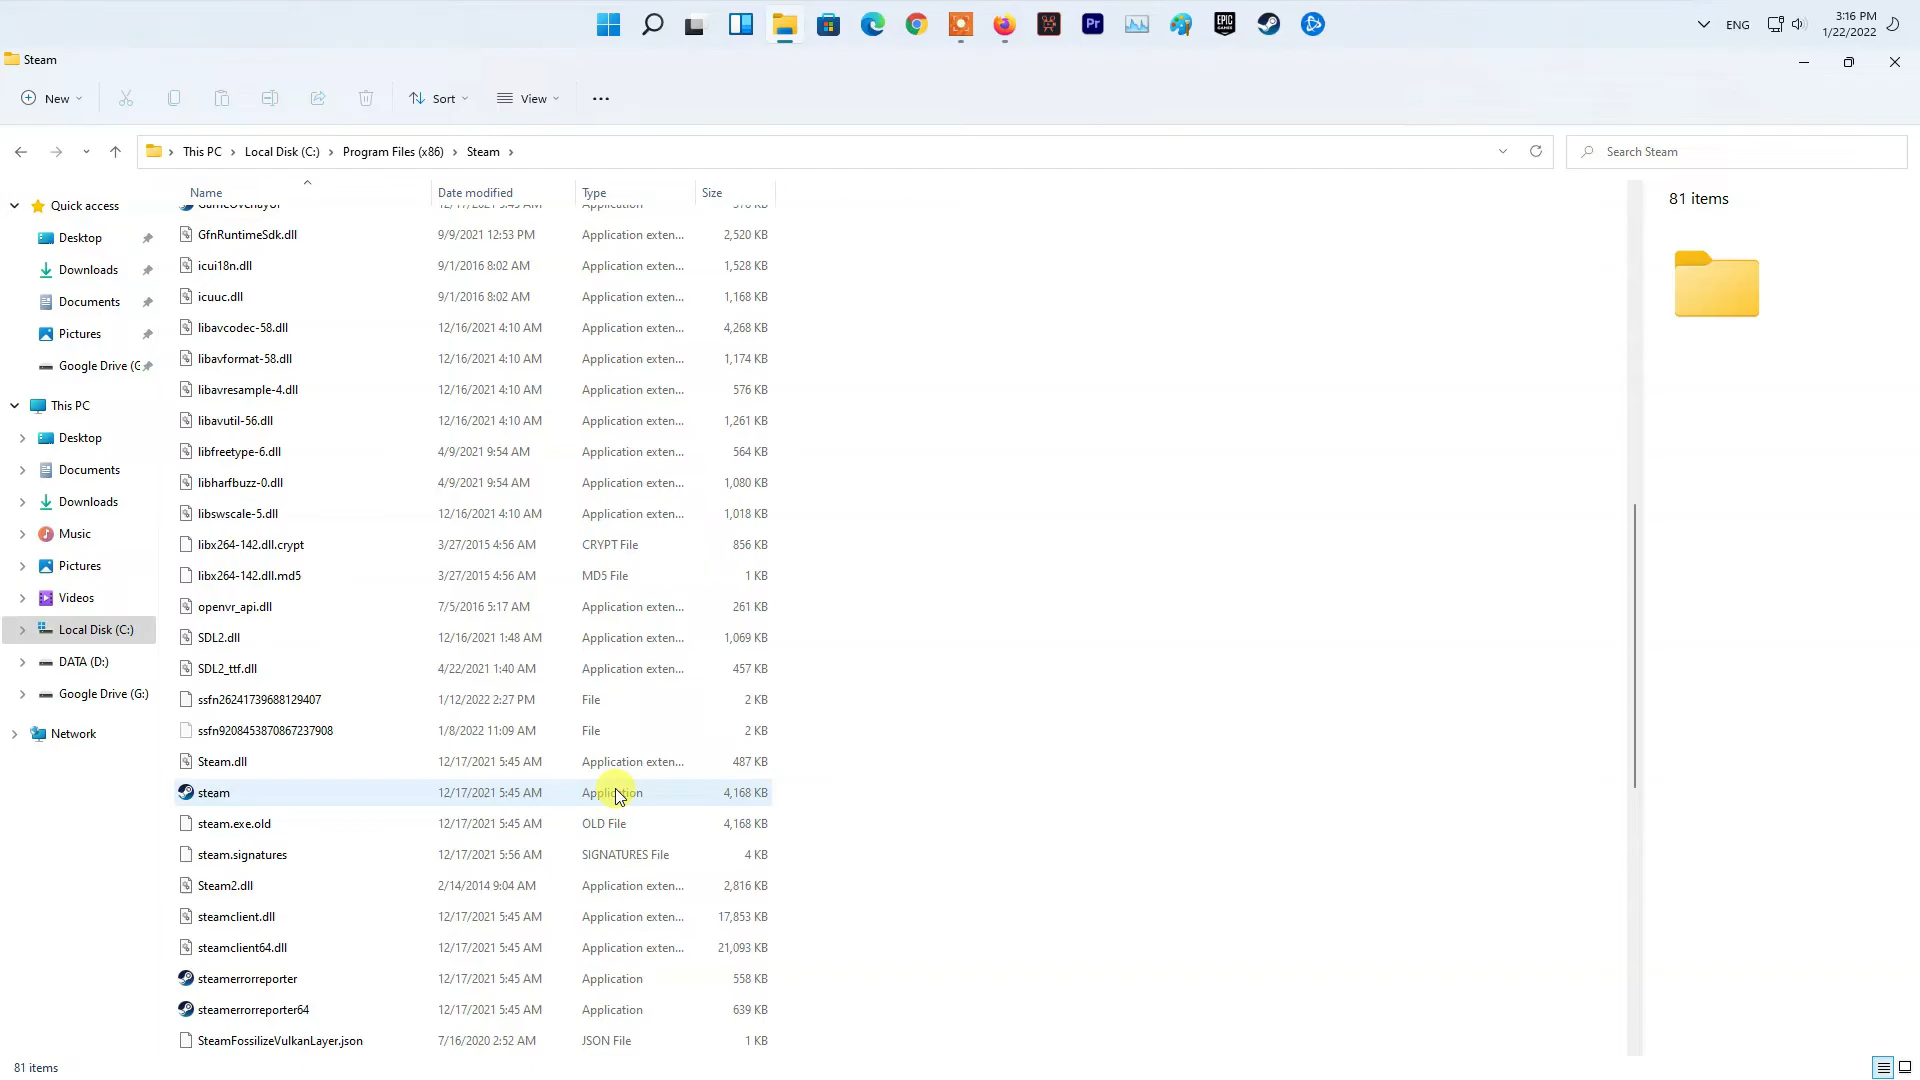 ENG
3:16 PM
1/22/2022
Steam
New
Sort
View
This PC
Local Disk (C:)
Program Files (x86)
Steam
Search Steam
Name
Date modified
Type
Size
81 items
Quick access
Desktop
Downloads
Documents
Pictures
Google Drive (G
This PC
Desktop
Documents
Downloads
Music
Pictures
Videos
Local Disk (C:)
DATA (D:)
Google Drive (G:)
Network
GameOverlayUI 12/17/2021 5:45 AM Application 376 KB
GfnRuntimeSdk.dll 9/9/2021 12:53 PM Application exten... 2,520 KB
icui18n.dll 9/1/2016 8:02 AM Application exten... 1,528 KB
icuuc.dll 9/1/2016 8:02 AM Application exten... 1,168 KB
libavcodec-58.dll 12/16/2021 4:10 AM Application exten... 4,268 KB
libavformat-58.dll 12/16/2021 4:10 AM Application exten... 1,174 KB
libavresample-4.dll 12/16/2021 4:10 AM Application exten... 576 KB
libavutil-56.dll 12/16/2021 4:10 AM Application exten... 1,261 KB
libfreetype-6.dll 4/9/2021 9:54 AM Application exten... 564 KB
libharfbuzz-0.dll 4/9/2021 9:54 AM Application exten... 1,080 KB
libswscale-5.dll 12/16/2021 4:10 AM Application exten... 1,018 KB
libx264-142.dll.crypt 3/27/2015 4:56 AM CRYPT File 856 KB
libx264-142.dll.md5 3/27/2015 4:56 AM MD5 File 1 KB
openvr_api.dll 7/5/2016 5:17 AM Application exten... 261 KB
SDL2.dll 12/16/2021 1:48 AM Application exten... 1,069 KB
SDL2_ttf.dll 4/22/2021 1:40 AM Application exten... 457 KB
ssfn26241739688129407 1/12/2022 2:27 PM File 2 KB
ssfn9208453870867237908 1/8/2022 11:09 AM File 2 KB
Steam.dll 12/17/2021 5:45 AM Application exten... 487 KB
steam 12/17/2021 5:45 AM Application 4,168 KB
steam.exe.old 12/17/2021 5:45 AM OLD File 4,168 KB
steam.signatures 12/17/2021 5:56 AM SIGNATURES File 4 KB
Steam2.dll 2/14/2014 9:04 AM Application exten... 2,816 KB
steamclient.dll 12/17/2021 5:45 AM Application exten... 17,853 KB
steamclient64.dll 12/17/2021 5:45 AM Application exten... 21,093 KB
steamerrorreporter 12/17/2021 5:45 AM Application 558 KB
steamerrorreporter64 12/17/2021 5:45 AM Application 639 KB
SteamFossilizeVulkanLayer.json 7/16/2020 2:52 AM JSON File 1 KB
81 items